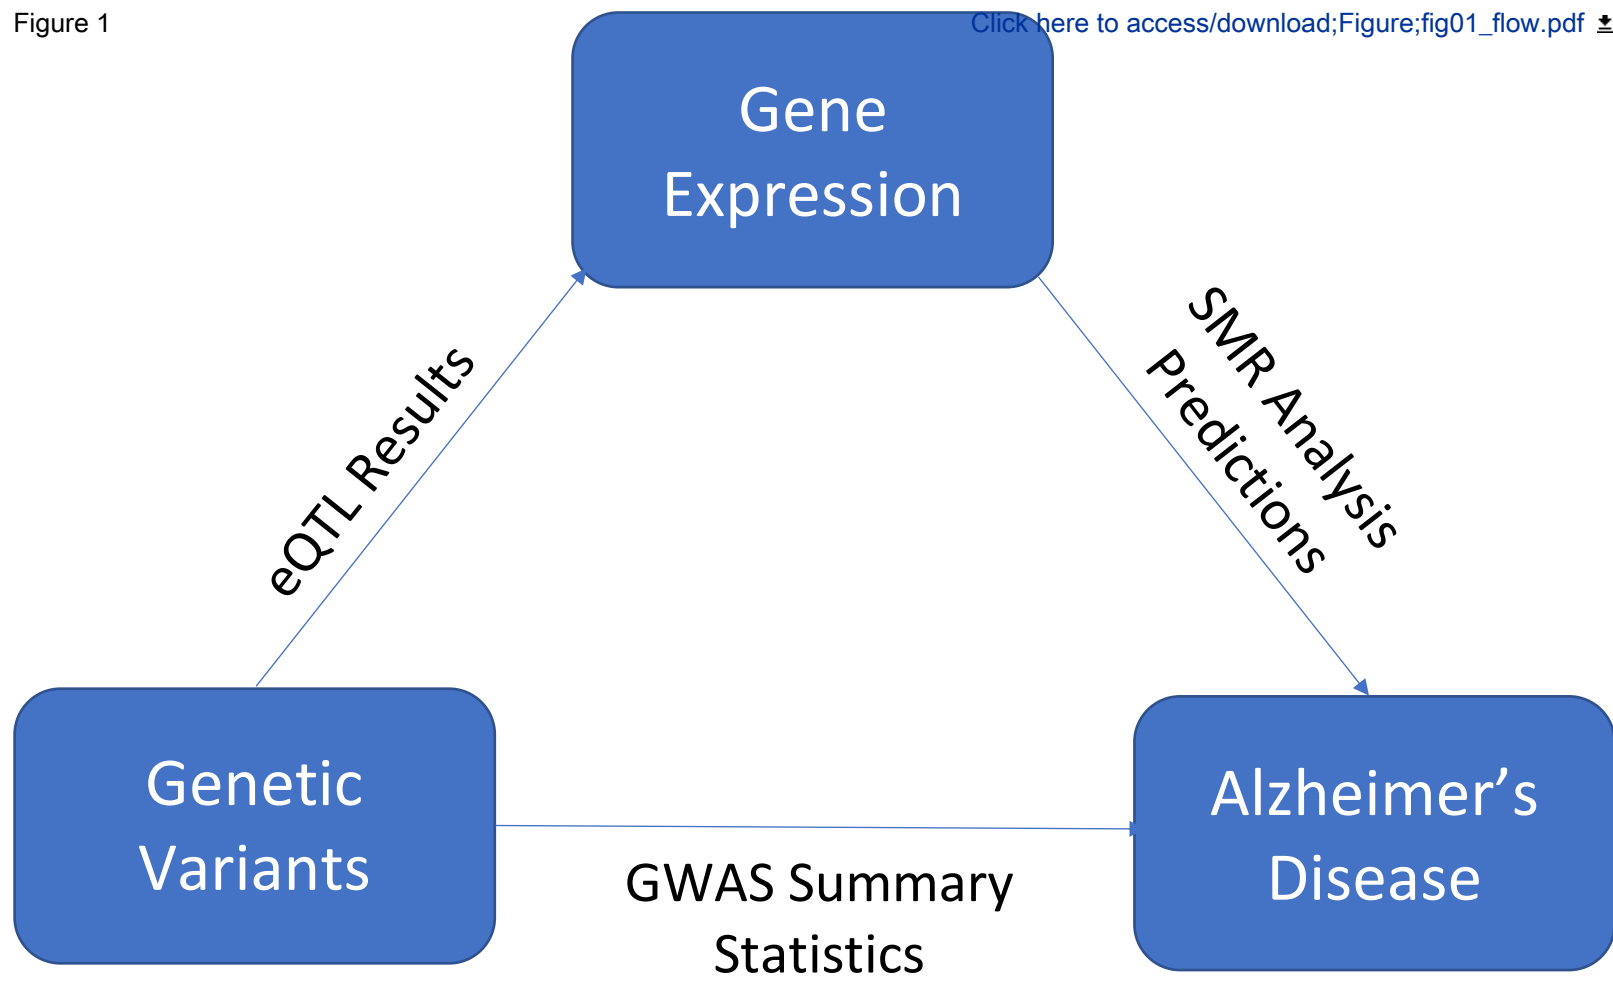 Figure 1
Click here to access/download;Figure;fig01_flow.pdf
Gene
Expression
eQTL Results
SMR Analysis
Predictions
Genetic
Variants
GWAS Summary
Statistics
Alzheimer’s
Disease